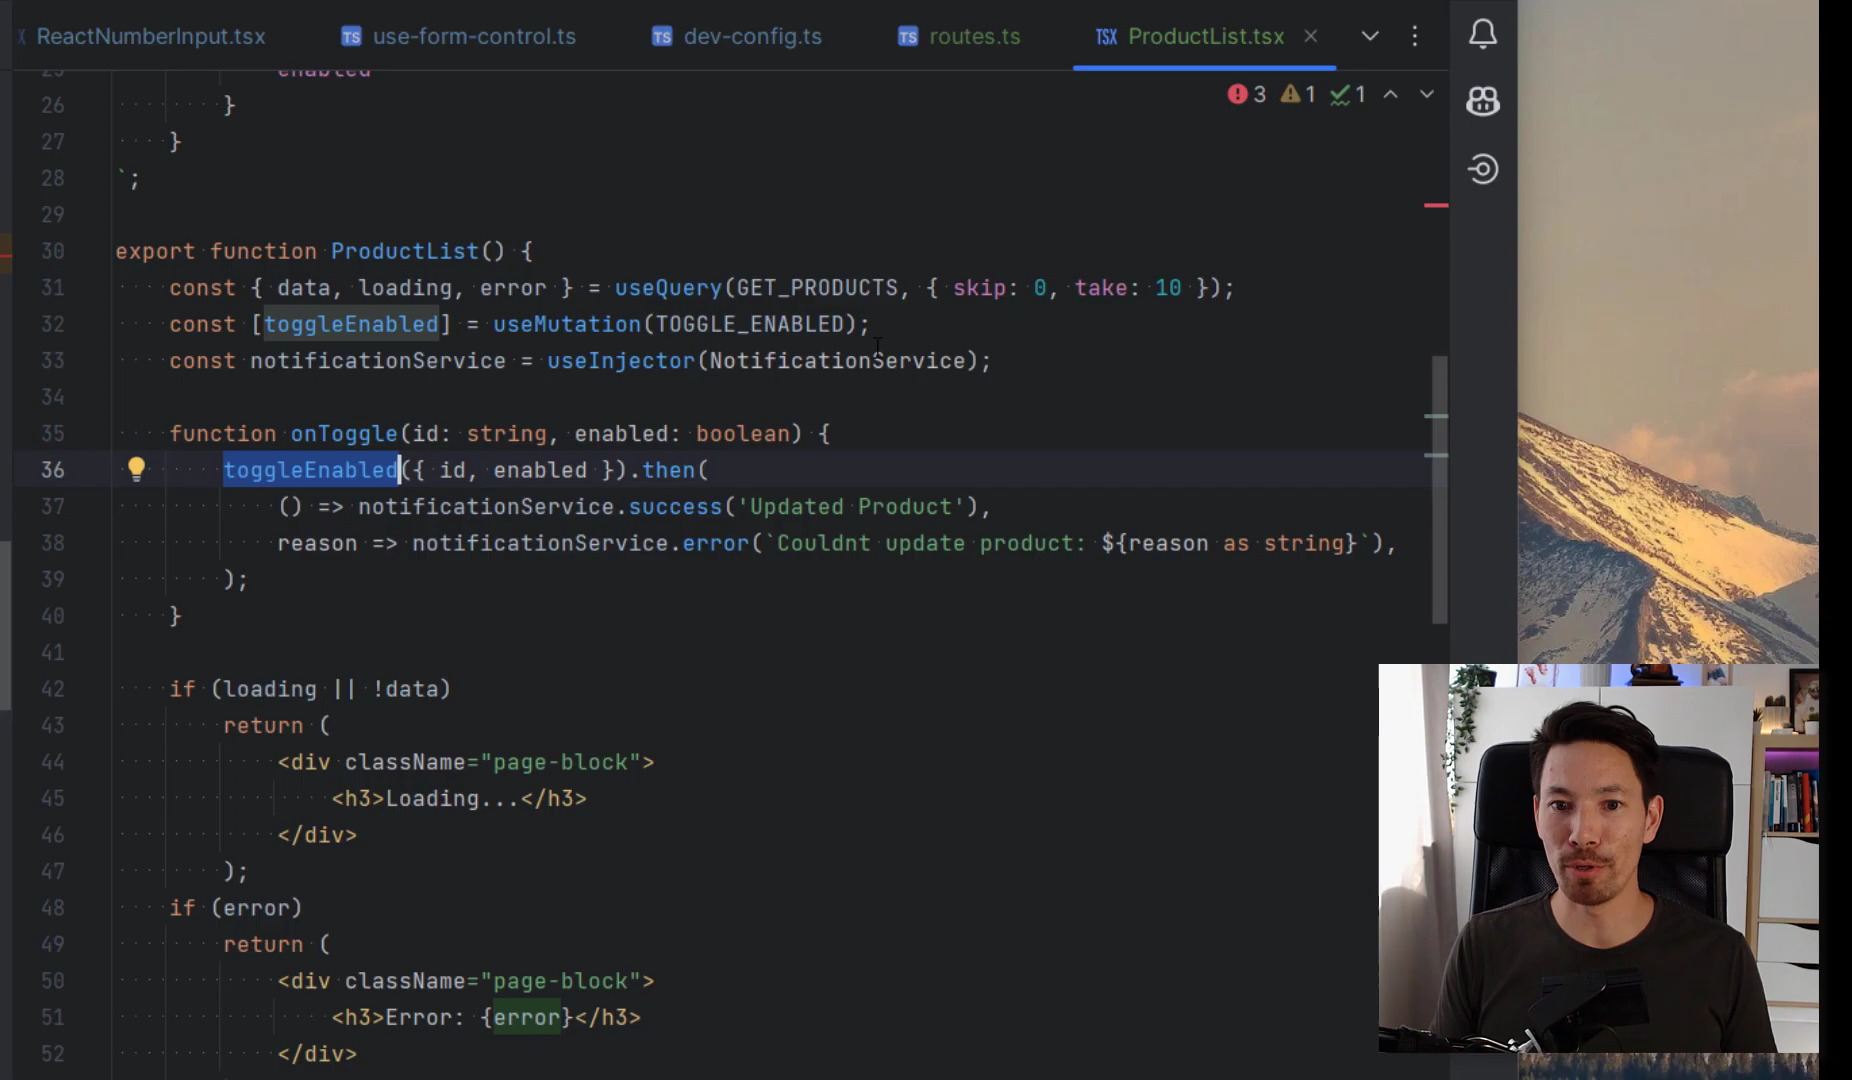 ReactNumberInput.tsx
TS use-form-control.ts
TS dev-config.ts
TS routes.ts
TSX ProductList.tsx
3 1 1
25 enabled
26 }
27 }
28 `;
29
30 export function ProductList() {
31 const { data, loading, error } = useQuery(GET_PRODUCTS, { skip: 0, take: 10 });
32 const [toggleEnabled] = useMutation(TOGGLE_ENABLED);
33 const notificationService = useInjector(NotificationService);
34
35 function onToggle(id: string, enabled: boolean) {
36 toggleEnabled({ id, enabled }).then(
37 () => notificationService.success('Updated Product'),
38 reason => notificationService.error(`Couldnt update product: ${reason as string}`),
39 );
40 }
41
42 if (loading || !data)
43 return (
44 <div className="page-block">
45 <h3>Loading...</h3>
46 </div>
47 );
48 if (error)
49 return (
50 <div className="page-block">
51 <h3>Error: {error}</h3>
52 </div>